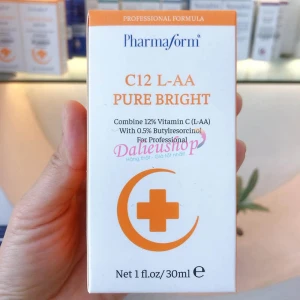 PROFESSIONAL FORMULA
Pharmaform®
C12 L-AA
PURE BRIGHT
Combine 12% Vitamin C (L-AA)
With 0.5% Butylresorcinol
For Professional
Dalieushop
Net 1 fl.oz/30ml ℮